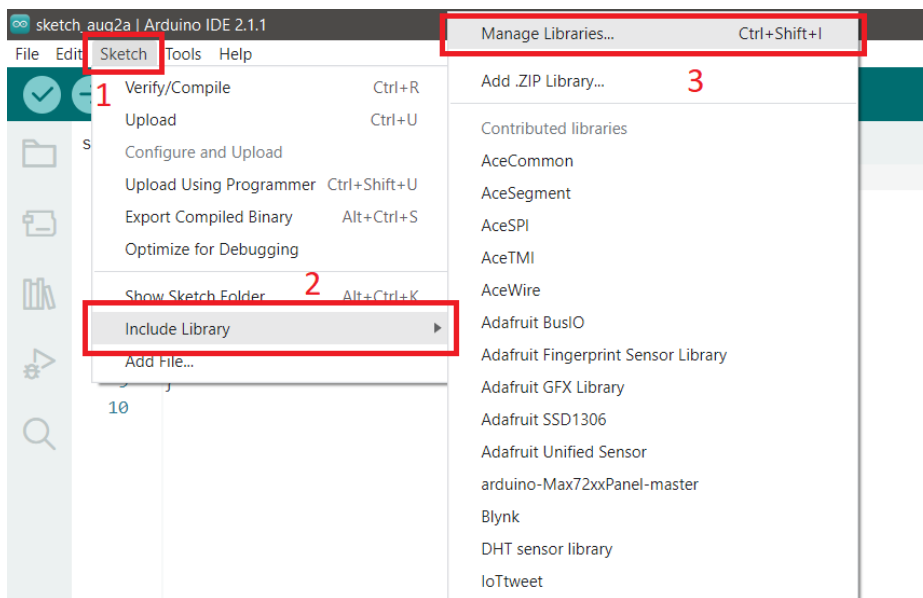 sketch_aug2a | Arduino IDE 2.1.1
File Edit Sketch Tools Help
1
Verify/Compile Ctrl+R
Upload Ctrl+U
Configure and Upload
Upload Using Programmer Ctrl+Shift+U
Export Compiled Binary Alt+Ctrl+S
Optimize for Debugging
Show Sketch Folder Alt+Ctrl+K
2
Include Library
Add File...
10
Manage Libraries... Ctrl+Shift+I
Add .ZIP Library...
3
Contributed libraries
AceCommon
AceSegment
AceSPI
AceTMI
AceWire
Adafruit BusIO
Adafruit Fingerprint Sensor Library
Adafruit GFX Library
Adafruit SSD1306
Adafruit Unified Sensor
arduino-Max72xxPanel-master
Blynk
DHT sensor library
IoTtweet